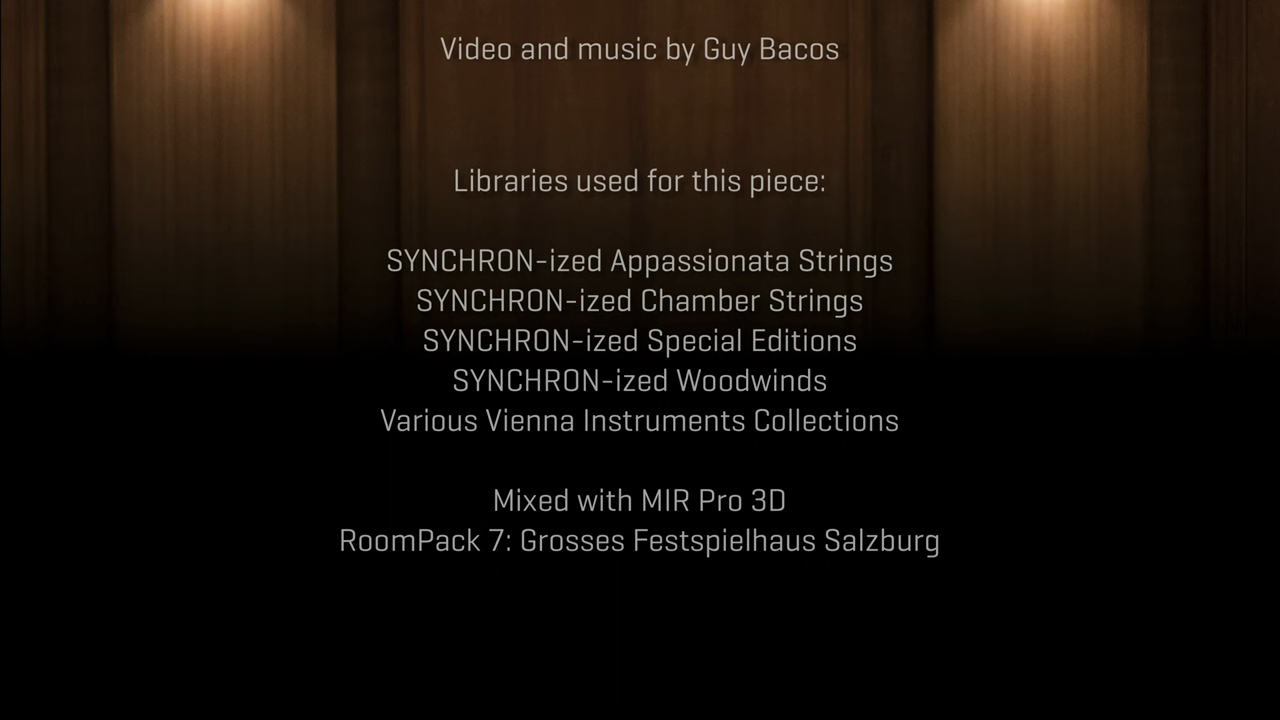 Video and music by Guy Bacos
Libraries used for this piece:
SYNCHRON-ized Appassionata Strings
SYNCHRON-ized Chamber Strings
SYNCHRON-ized Special Editions
SYNCHRON-ized Woodwinds
Various Vienna Instruments Collections
Mixed with MIR Pro 3D
RoomPack 7: Grosses Festspielhaus Salzburg